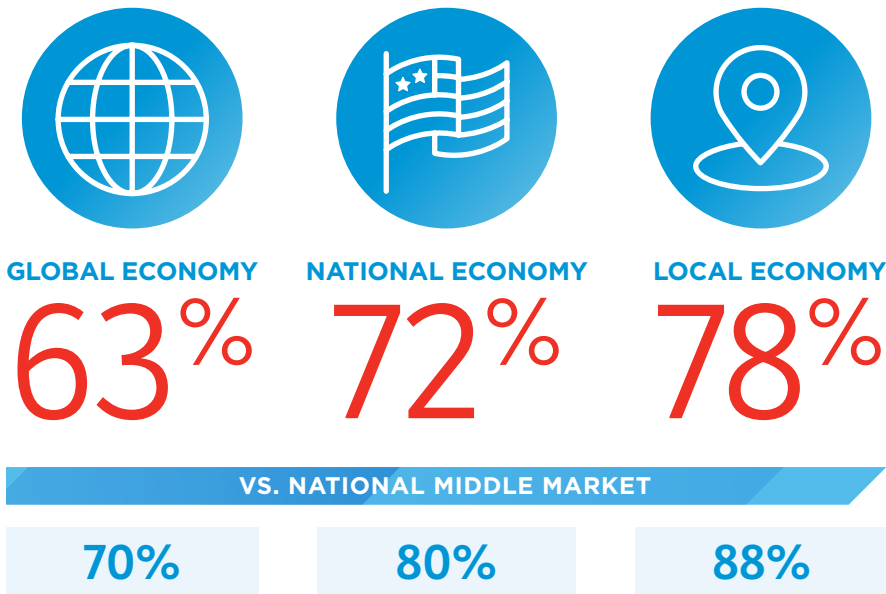 GLOBAL ECONOMY NATIONAL ECONOMY LOCAL ECONOMY
63% 72% 78%
VS. NATIONAL MIDDLE MARKET
70% 80% 88%